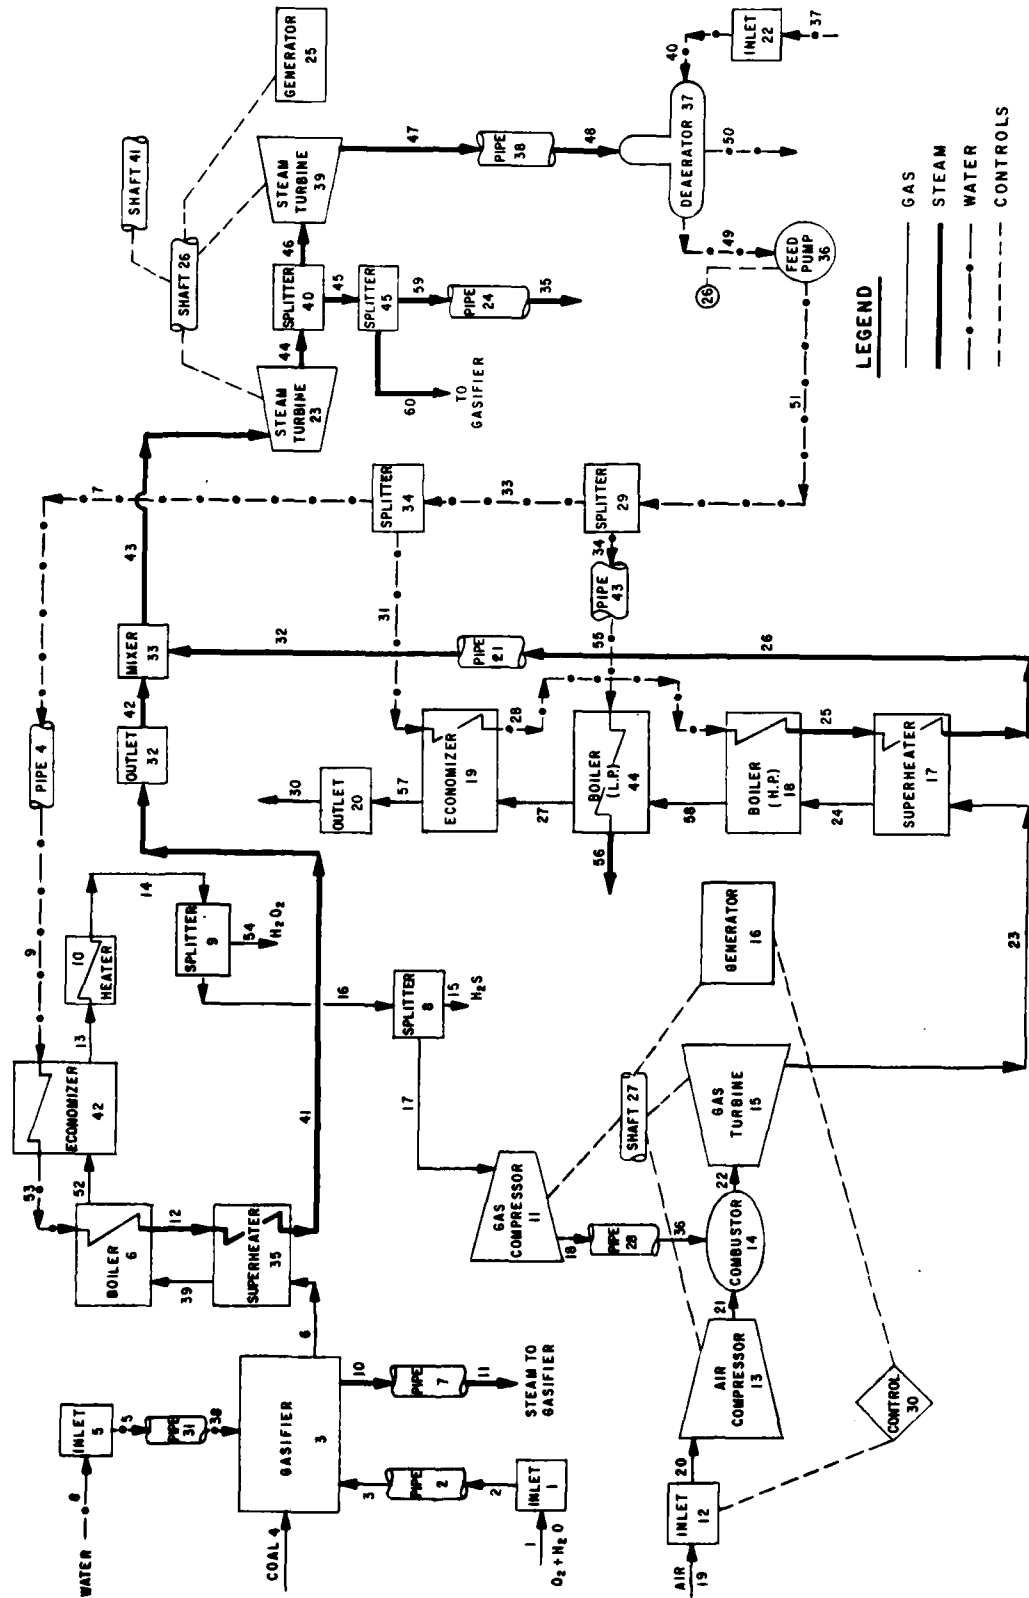 WATER
8
INLET
5
5
PIPE
31
38
COAL 4
GASIFIER
3
3
PIPE
2
2
INLET
1
1
O₂ + H₂O
10
PIPE
7
11
STEAM TO
GASIFIER
6
SUPERHEATER
35
39
BOILER
6
12
53
52
ECONOMIZER
42
13
10
HEATER
14
SPLITTER
9
54
H₂O₂
16
SPLITTER
8
15
H₂S
17
GAS
COMPRESSOR
11
18
PIPE
28
36
AIR
19
INLET
12
20
AIR
COMPRESSOR
13
21
COMBUSTOR
14
22
GAS
TURBINE
15
SHAFT 27
GENERATOR
16
CONTROL
30
23
41
9
PIPE 4
7
OUTLET
32
42
MIXER
33
43
32
PIPE
21
26
OUTLET
20
30
57
ECONOMIZER
19
28
27
BOILER
(L.P.)
44
56
58
BOILER
(H.P.)
18
25
24
SUPERHEATER
17
31
SPLITTER
34
33
SPLITTER
29
34
PIPE
43
55
51
STEAM
TURBINE
23
44
SPLITTER
40
45
SPLITTER
45
59
PIPE
24
35
60
TO
GASIFIER
46
STEAM
TURBINE
39
SHAFT 26
SHAFT 41
GENERATOR
25
47
PIPE
38
48
DEAERATOR 37
50
49
FEED
PUMP
36
26
40
INLET
22
37
LEGEND
GAS
STEAM
WATER
CONTROLS